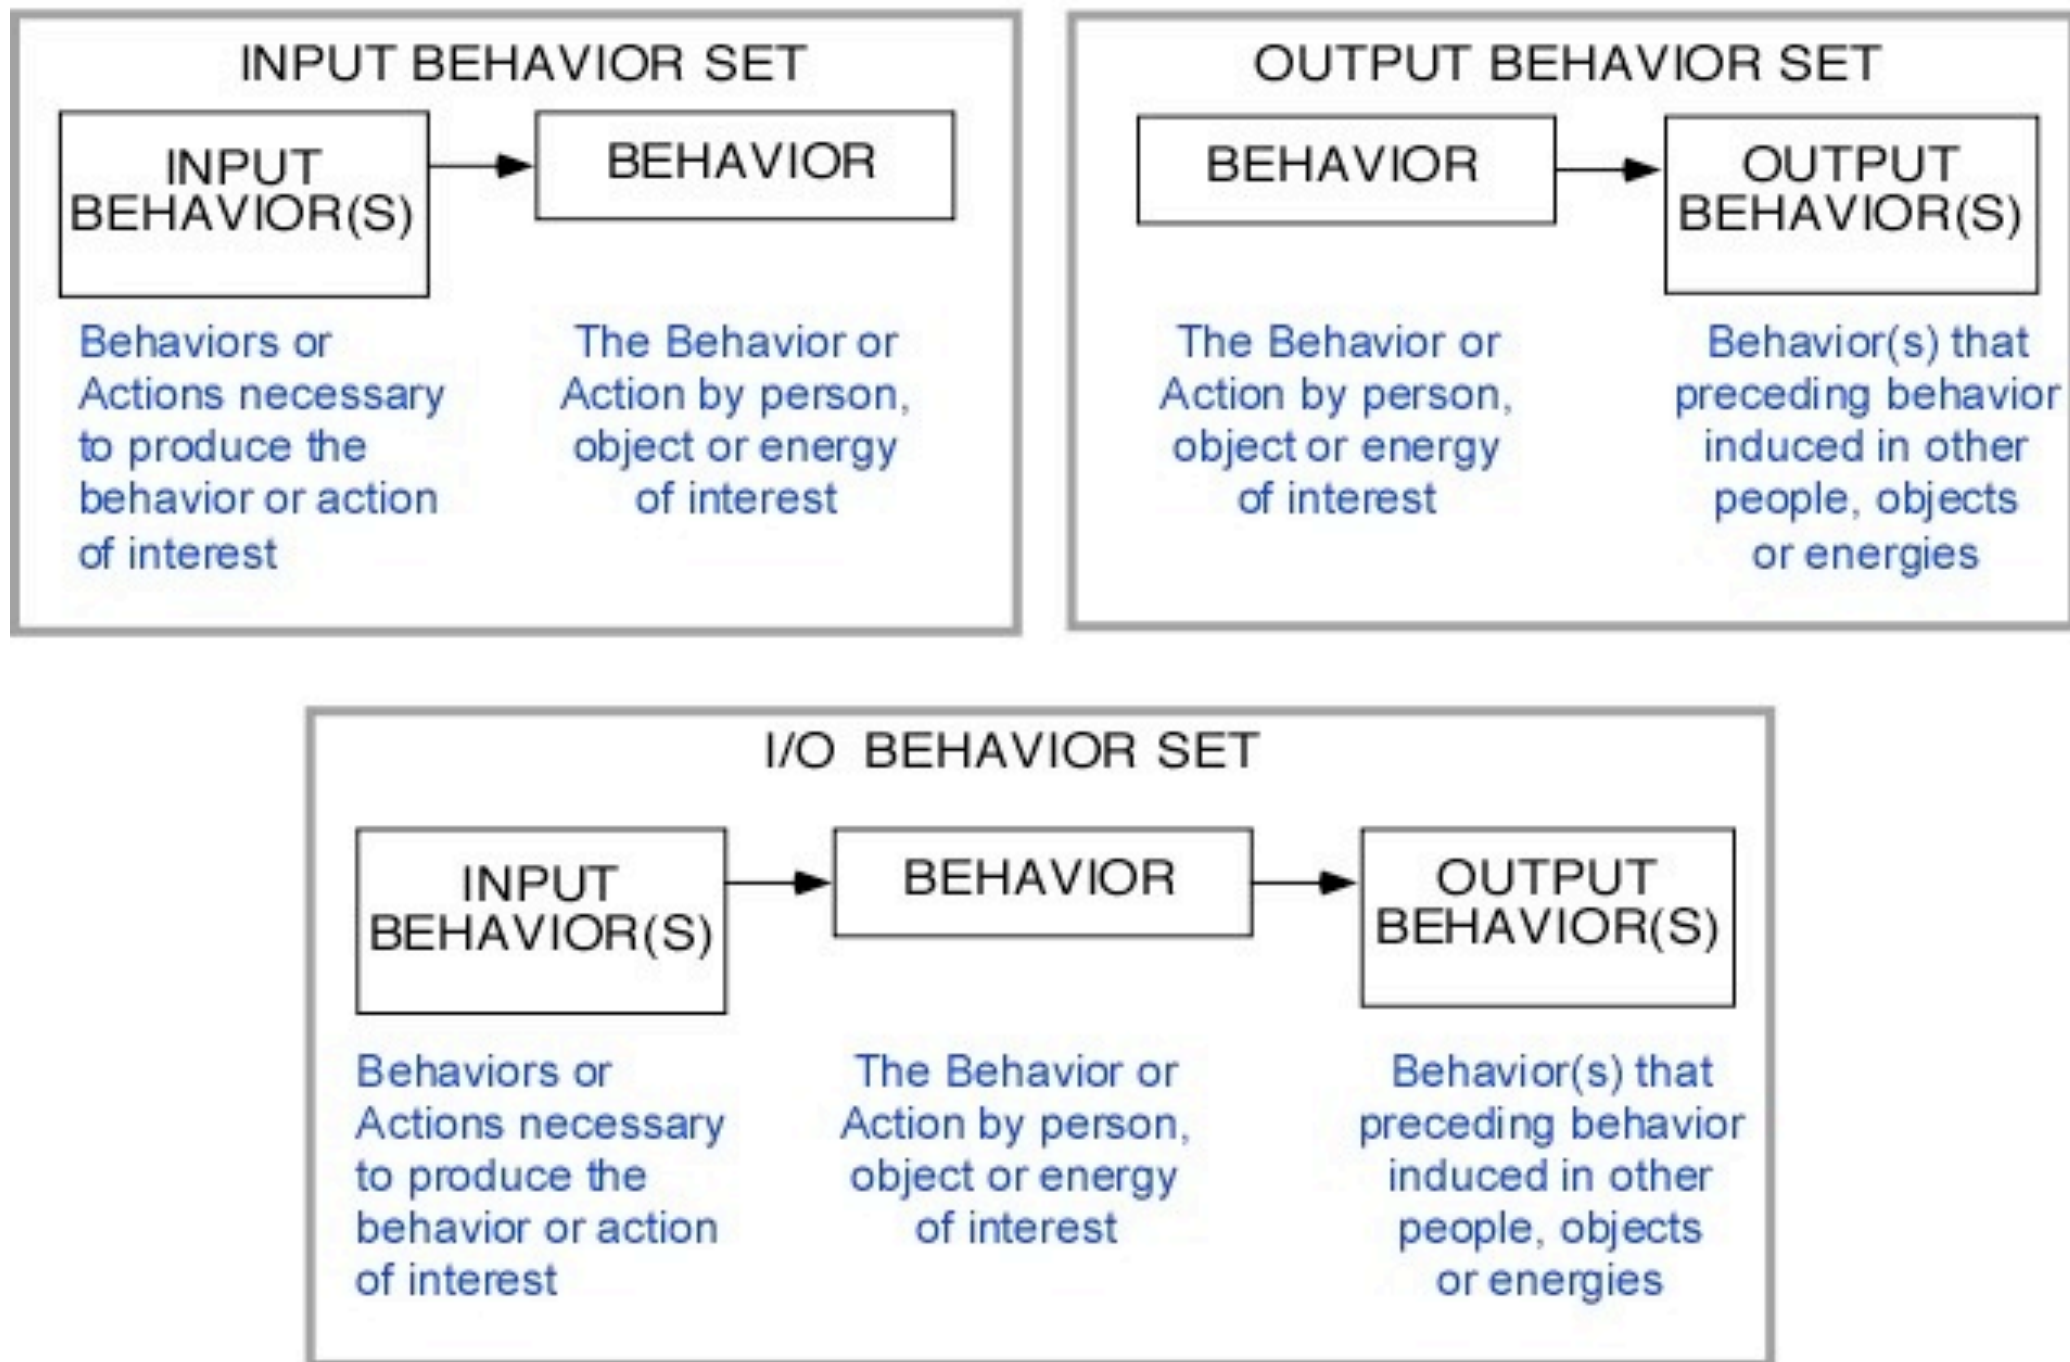 INPUT BEHAVIOR SET
INPUT
BEHAVIOR(S)
BEHAVIOR
Behaviors or
Actions necessary
to produce the
behavior or action
of interest
The Behavior or
Action by person,
object or energy
of interest
OUTPUT BEHAVIOR SET
BEHAVIOR
OUTPUT
BEHAVIOR(S)
The Behavior or
Action by person,
object or energy
of interest
Behavior(s) that
preceding behavior
induced in other
people, objects
or energies
I/O BEHAVIOR SET
INPUT
BEHAVIOR(S)
BEHAVIOR
OUTPUT
BEHAVIOR(S)
Behaviors or
Actions necessary
to produce the
behavior or action
of interest
The Behavior or
Action by person,
object or energy
of interest
Behavior(s) that
preceding behavior
induced in other
people, objects
or energies